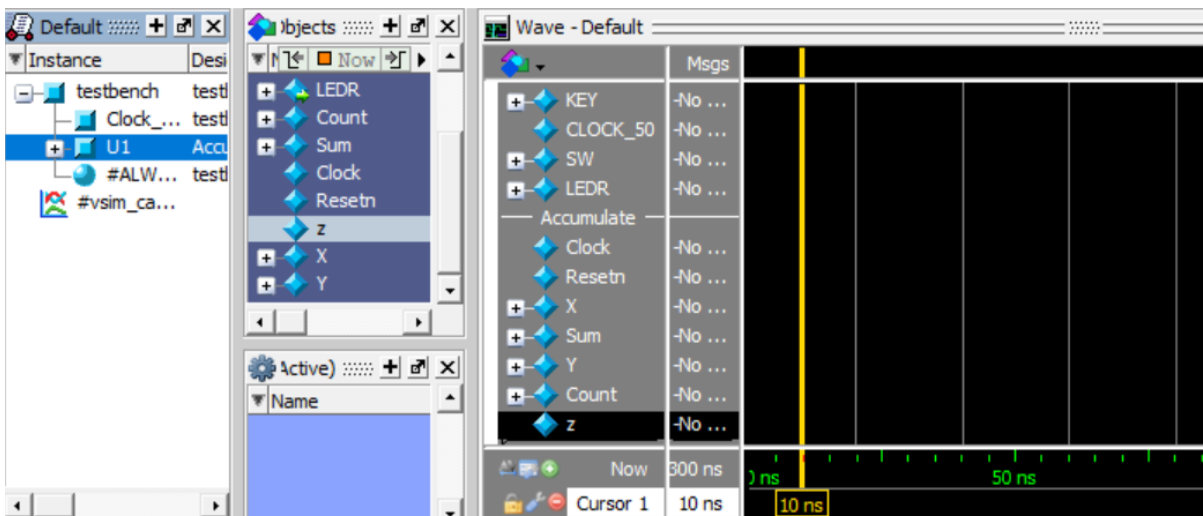 Default
Instance Desi
testbench testl
Clock_... testl
U1 Accu
#ALW... testl
#vsim_ca...
Objects
Now
LEDR
Count
Sum
Clock
Resetn
z
X
Y
Active)
Name
Wave - Default
Msgs
KEY -No ...
CLOCK_50 -No ...
SW -No ...
LEDR -No ...
Accumulate
Clock -No ...
Resetn -No ...
X -No ...
Sum -No ...
Y -No ...
Count -No ...
z -No ...
Now 300 ns
Cursor 1 10 ns
50 ns
10 ns